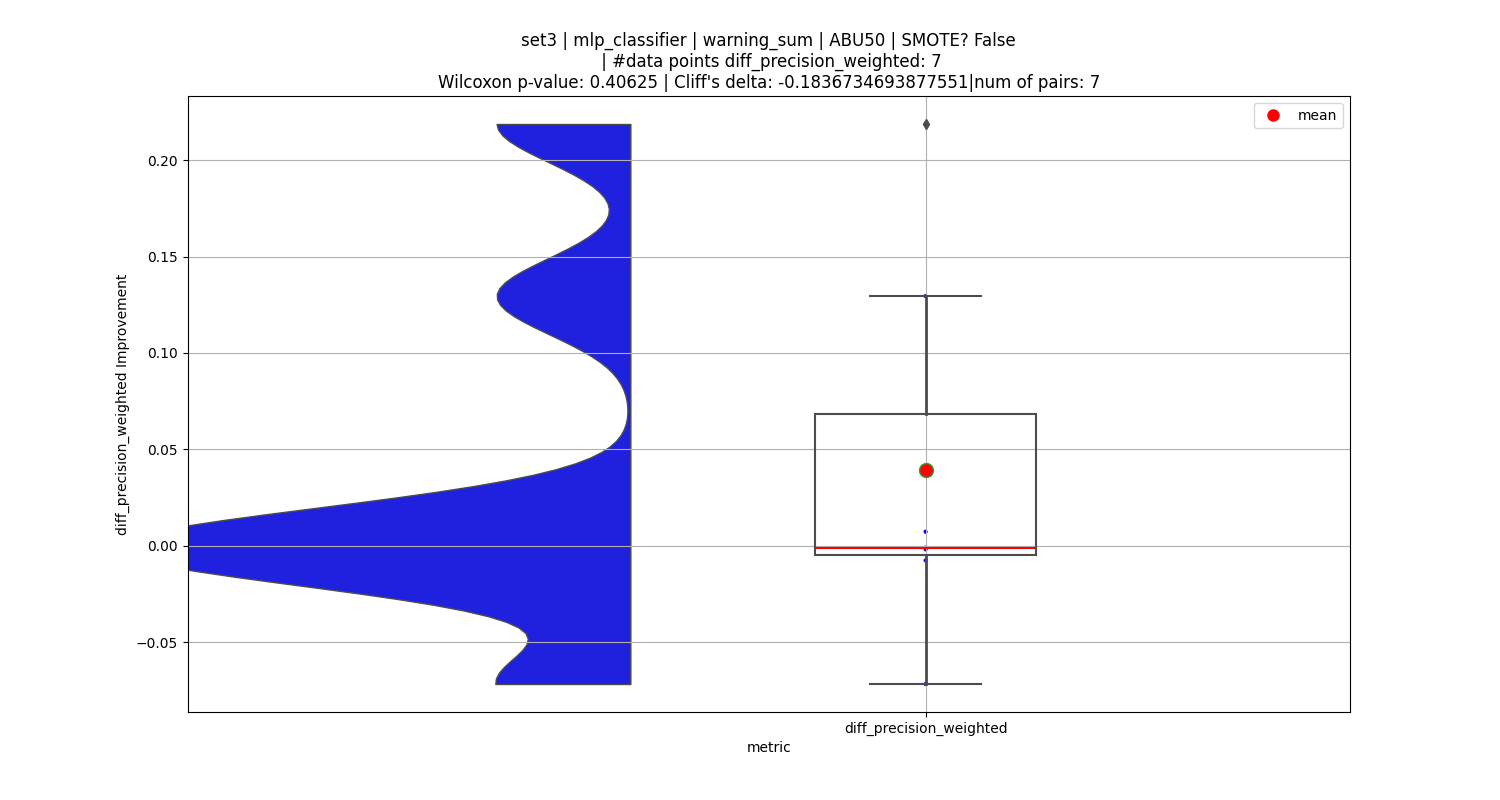 set3 | mlp_classifier | warning_sum | ABU50 | SMOTE? False
| #data points diff_precision_weighted: 7
Wilcoxon p-value: 0.40625 | Cliff's delta: -0.1836734693877551|num of pairs: 7
mean
0.20
0.15
0.10
0.05
0.00
−0.05
diff_precision_weighted Improvement
diff_precision_weighted
metric